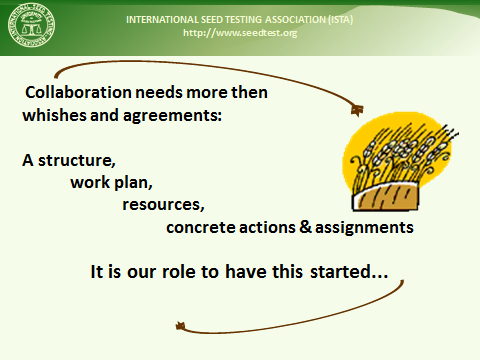 INTERNATIONAL SEED TESTING ASSOCIATION (ISTA)
http://www.seedtest.org
Collaboration needs more then
whishes and agreements:
A structure,
work plan,
resources,
concrete actions & assignments
It is our role to have this started...